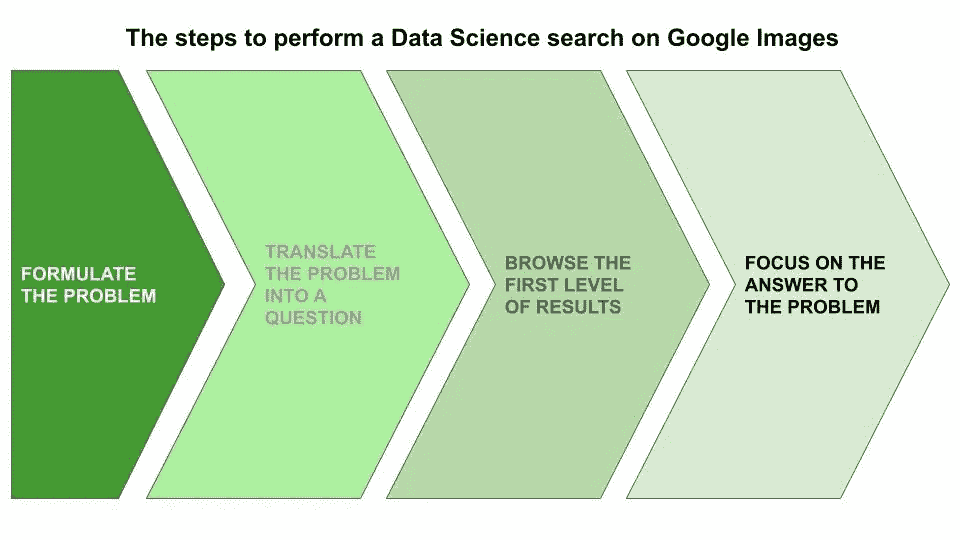 The steps to perform a Data Science search on Google Images
FORMULATE
THE PROBLEM
TRANSLATE
THE PROBLEM
INTO A
QUESTION
BROWSE THE
FIRST LEVEL
OF RESULTS
FOCUS ON THE
ANSWER TO
THE PROBLEM